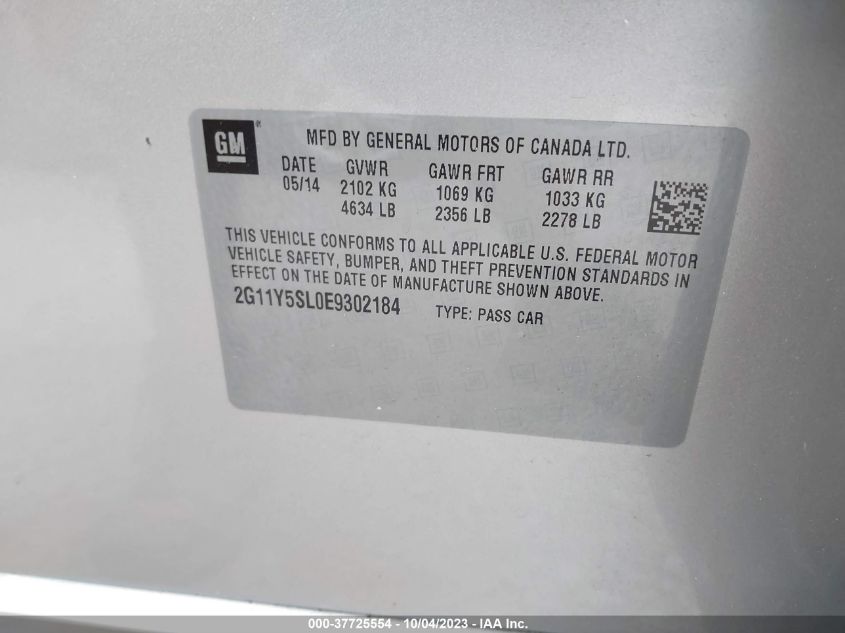 GM
MFD BY GENERAL MOTORS OF CANADA LTD.
DATE GVWR GAWR FRT GAWR RR
05/14 2102 KG 1069 KG 1033 KG
4634 LB 2356 LB 2278 LB
THIS VEHICLE CONFORMS TO ALL APPLICABLE U.S. FEDERAL MOTOR
VEHICLE SAFETY, BUMPER, AND THEFT PREVENTION STANDARDS IN
EFFECT ON THE DATE OF MANUFACTURE SHOWN ABOVE.
2G11Y5SL0E9302184 TYPE: PASS CAR
000-37725554 - 10/04/2023 - IAA Inc.